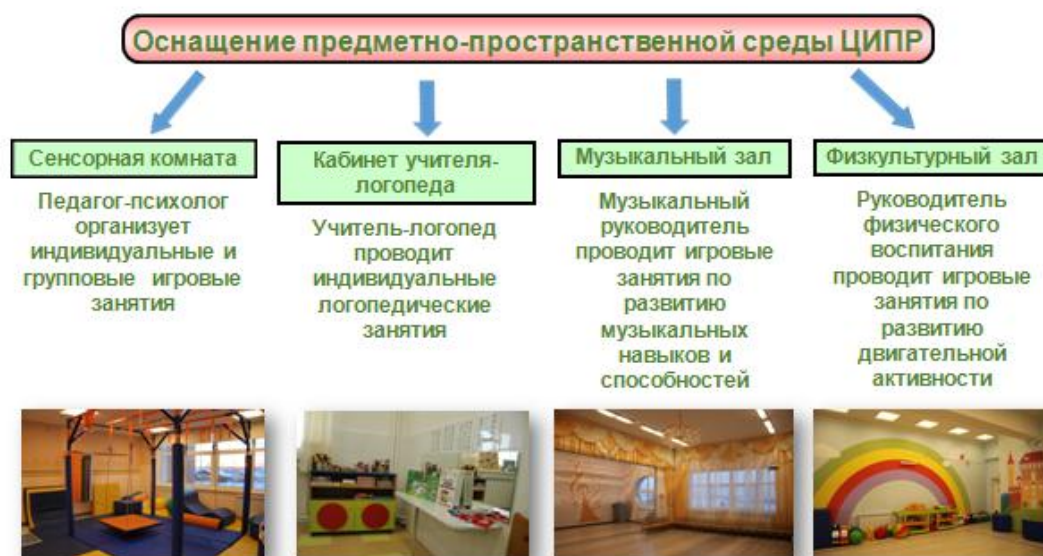 Оснащение предметно-пространственной среды ЦИПР
Сенсорная комната
Педагог-психолог
организует
индивидуальные и
групповые игровые
занятия
Кабинет учителя-
логопеда
Учитель-логопед
проводит
индивидуальные
логопедические
занятия
Музыкальный зал
Музыкальный
руководитель
проводит игровые
занятия по
развитию
музыкальных
навыков и
способностей
Физкультурный зал
Руководитель
физического
воспитания
проводит игровые
занятия по
развитию
двигательной
активности